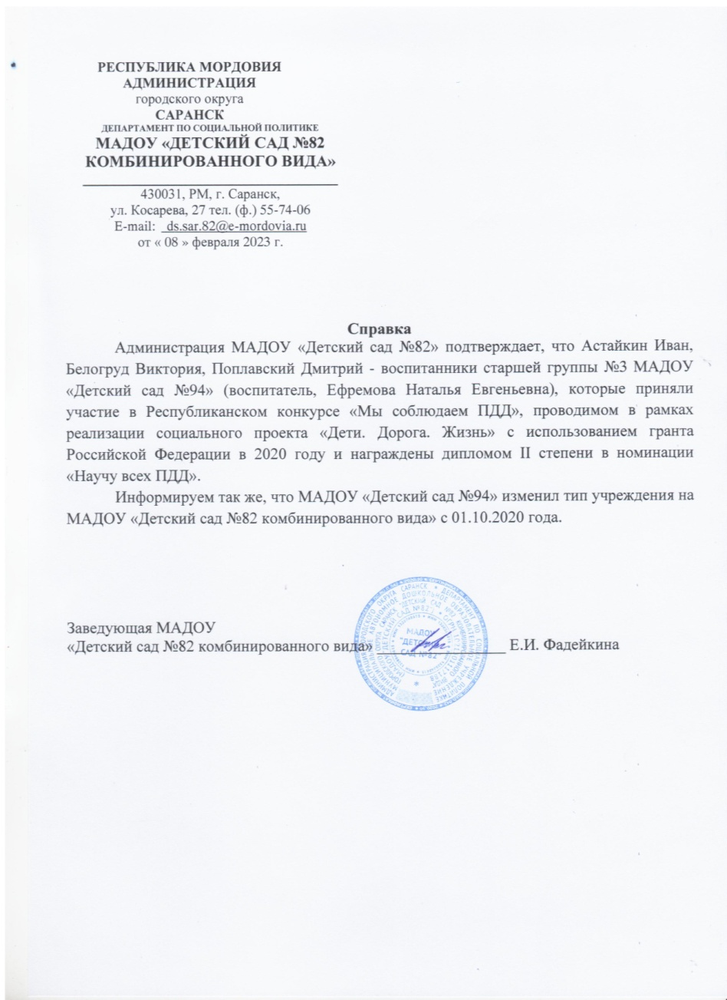 РЕСПУБЛИКА МОРДОВИЯ
АДМИНИСТРАЦИЯ
городского округа
САРАНСК
ДЕПАРТАМЕНТ ПО СОЦИАЛЬНОЙ ПОЛИТИКЕ
МАДОУ «ДЕТСКИЙ САД №82
КОМБИНИРОВАННОГО ВИДА»
430031, РМ, г. Саранск,
ул. Косарева, 27 тел. (ф.) 55-74-06
E-mail: ds.sar.82@e-mordovia.ru
от « 08 » февраля 2023 г.
Справка
Администрация МАДОУ «Детский сад №82» подтверждает, что Астайкин Иван,
Белогруд Виктория, Поплавский Дмитрий - воспитанники старшей группы №3 МАДОУ
«Детский сад №94» (воспитатель, Ефремова Наталья Евгеньевна), которые приняли
участие в Республиканском конкурсе «Мы соблюдаем ПДД», проводимом в рамках
реализации социального проекта «Дети. Дорога. Жизнь» с использованием гранта
Российской Федерации в 2020 году и награждены дипломом II степени в номинации
«Научу всех ПДД».
Информируем так же, что МАДОУ «Детский сад №94» изменил тип учреждения на
МАДОУ «Детский сад №82 комбинированного вида» с 01.10.2020 года.
Заведующая МАДОУ
«Детский сад №82 комбинированного вида» Е.И. Фадейкина
МАДОУ
"ДЕТСКИЙ
САД №82"